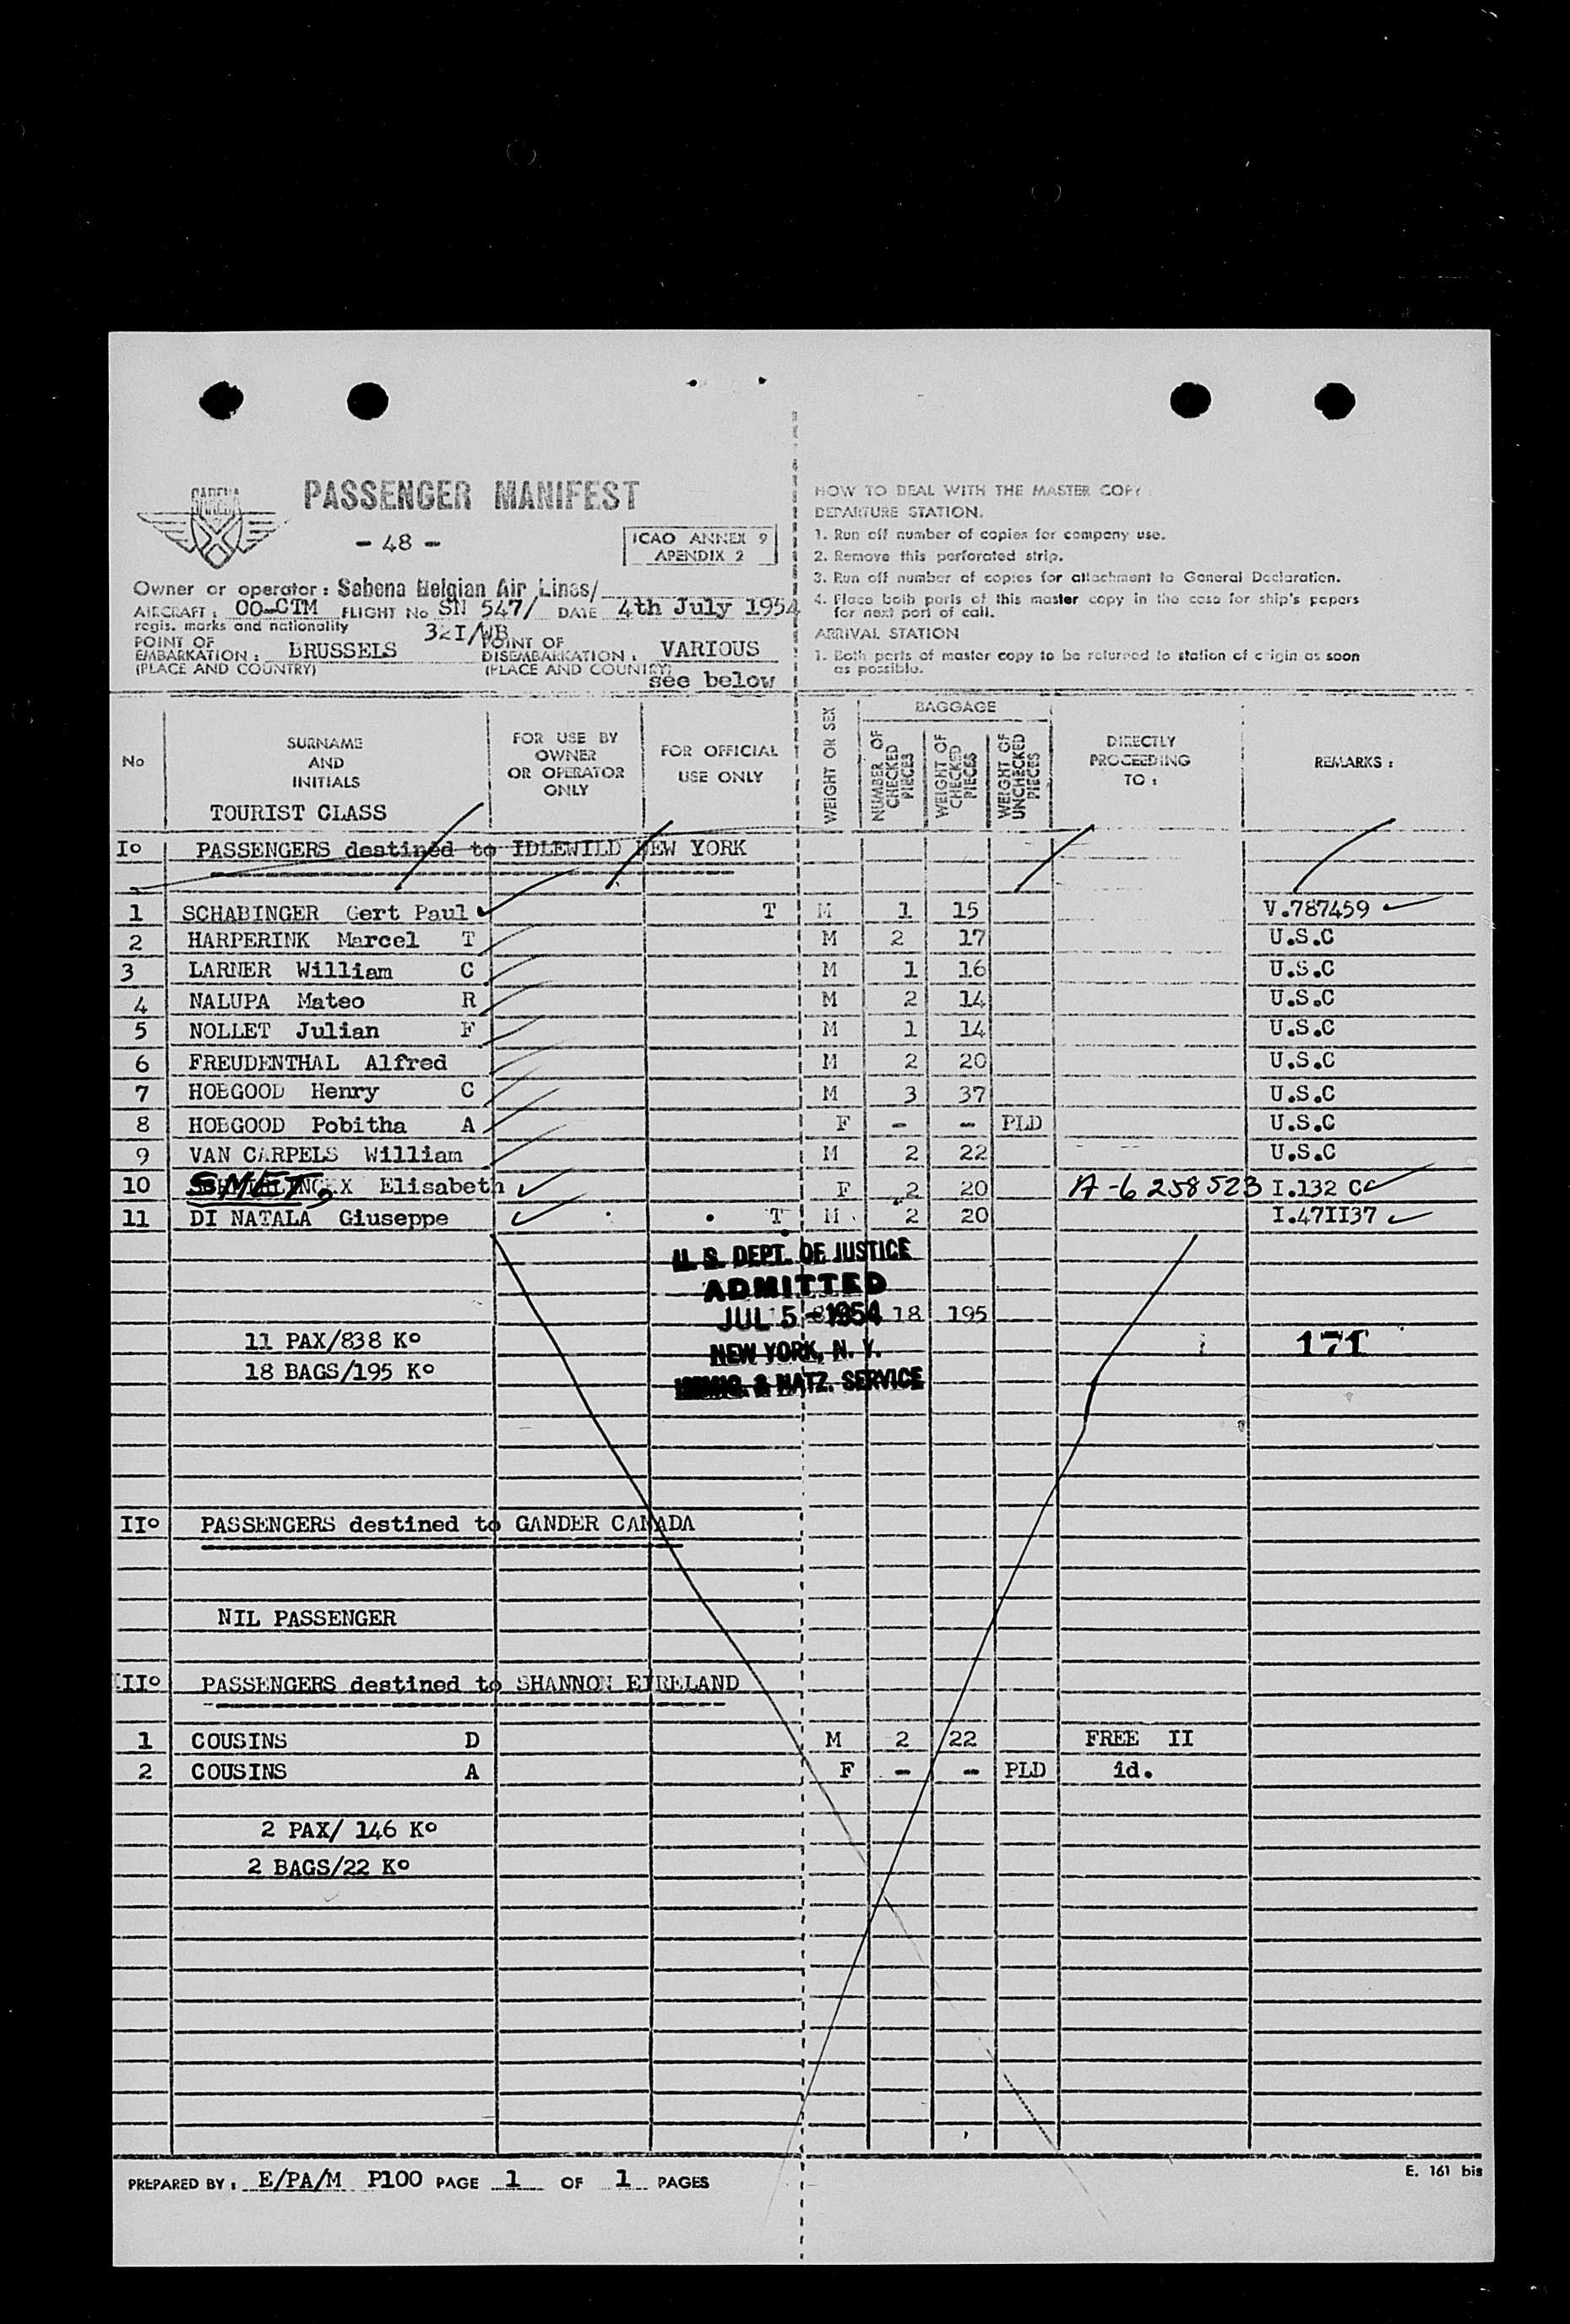 SABENA
PASSENGER MANIFEST
- 48 -
ICAO ANNEX 9
APENDIX 2
Owner or operator : Sabena Belgian Air Lines/
AIRCRAFT : OO-CTM FLIGHT No SN 547/ DATE 4th July 1954
regis. marks and nationality 321/WB
POINT OF EMBARKATION : BRUSSELS POINT OF DISEMBARKATION : VARIOUS
(PLACE AND COUNTRY) (PLACE AND COUNTRY) see below
HOW TO DEAL WITH THE MASTER COPY :
DEPARTURE STATION.
1. Run off number of copies for company use.
2. Remove this perforated strip.
3. Run off number of copies for attachment to General Declaration.
4. Place both parts of this master copy in the case for ship's papers
for next port of call.
ARRIVAL STATION
1. Both parts of master copy to be returned to station of origin as soon
as possible.
No SURNAME AND INITIALS FOR USE BY OWNER OR OPERATOR ONLY FOR OFFICIAL USE ONLY WEIGHT OR SEX BAGGAGE NUMBER OF CHECKED PIECES WEIGHT OF CHECKED PIECES WEIGHT OF UNCHECKED PIECES DIRECTLY PROCEEDING TO : REMARKS :
TOURIST CLASS
Iº PASSENGERS destined to IDLEWILD NEW YORK
1 SCHABINGER Gert Paul T M 1 15 V.787459
2 HARPERINK Marcel T M 2 17 U.S.C
3 LARNER William C M 1 16 U.S.C
4 NALUPA Mateo R M 2 14 U.S.C
5 NOLLET Julian F M 1 14 U.S.C
6 FREUDENTHAL Alfred M 2 20 U.S.C
7 HOBGOOD Henry C M 3 37 U.S.C
8 HOBGOOD Pobitha A F - - PLD U.S.C
9 VAN CARPELS William M 2 22 U.S.C
10 SMET, Elisabeth F 2 20 A-6258523 I.132 CC
11 DI NATALA Giuseppe T M 2 20 I.47II37
U. S. DEPT. OF JUSTICE
ADMITTED
JUL 5 - 1954 18 195
11 PAX/838 Kº 171
NEW YORK, N. Y.
18 BAGS/195 Kº
IMMIG. & NATZ. SERVICE
IIº PASSENGERS destined to GANDER CANADA
NIL PASSENGER
IIIº PASSENGERS destined to SHANNON EIRELAND
1 COUSINS D M 2 22 FREE II
2 COUSINS A F - - PLD id.
2 PAX/ 146 Kº
2 BAGS/22 Kº
PREPARED BY : E/PA/M P100 PAGE 1 OF 1 PAGES
E. 161 bis